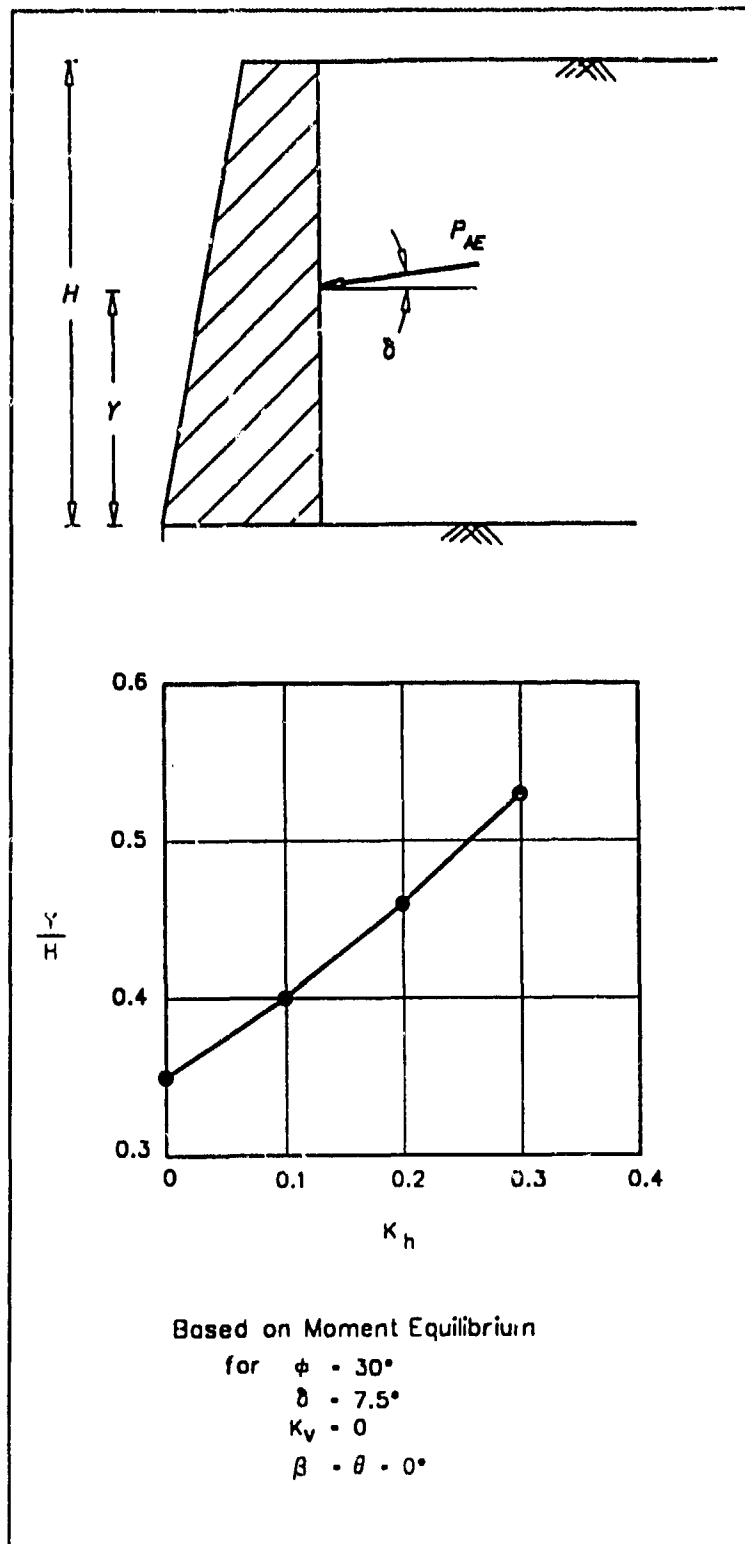 P_AE
H
δ
Y
0.6
0.5
Y
H
0.4
0.3
0 0.1 0.2 0.3 0.4
K_h
Based on Moment Equilibrium
for φ = 30°
δ = 7.5°
K_v = 0
β = θ = 0°